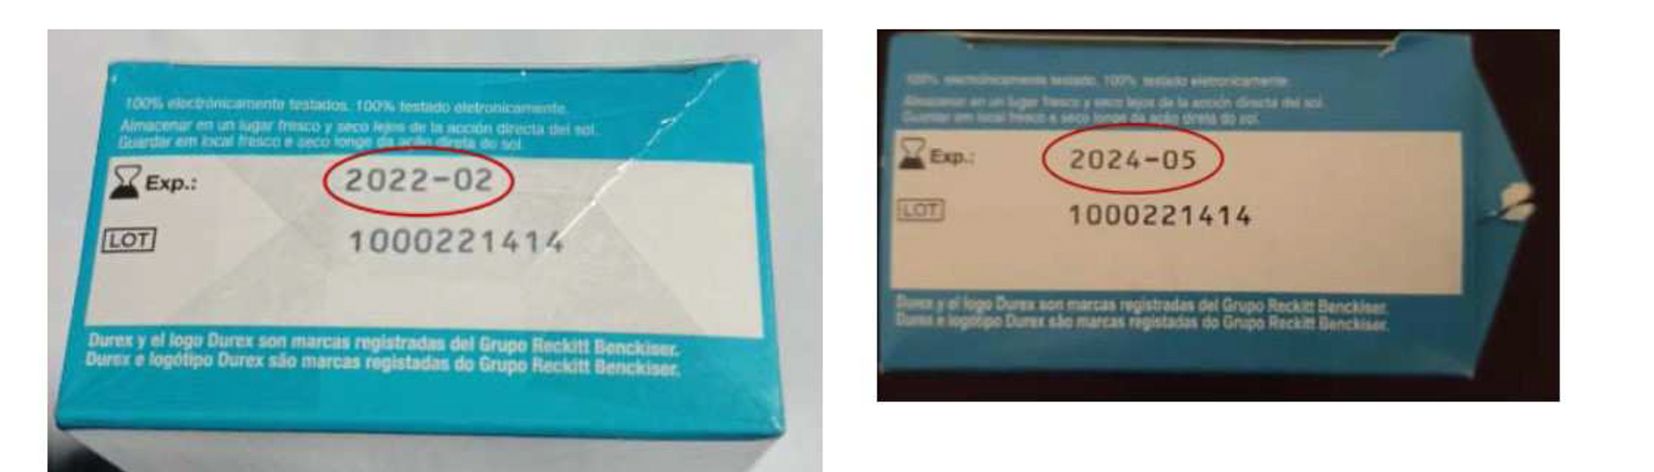 100% electrónicamente testados. 100% testado eletronicamente.
Almacenar en un lugar fresco y seco lejos de la acción directa del sol.
Guardar em local fresco e seco longe da ação direta do sol.
Exp.: 2022-02
LOT 1000221414
Durex y el logo Durex son marcas registradas del Grupo Reckitt Benckiser.
Durex e logótipo Durex são marcas registadas do Grupo Reckitt Benckiser.
100% electrónicamente testado. 100% testado eletronicamente.
Almacenar en un lugar fresco y seco lejos de la acción directa del sol.
Guardar em local fresco e seco longe da ação direta do sol.
Exp.: 2024-05
LOT 1000221414
Durex y el logo Durex son marcas registradas del Grupo Reckitt Benckiser.
Durex e logótipo Durex são marcas registadas do Grupo Reckitt Benckiser.